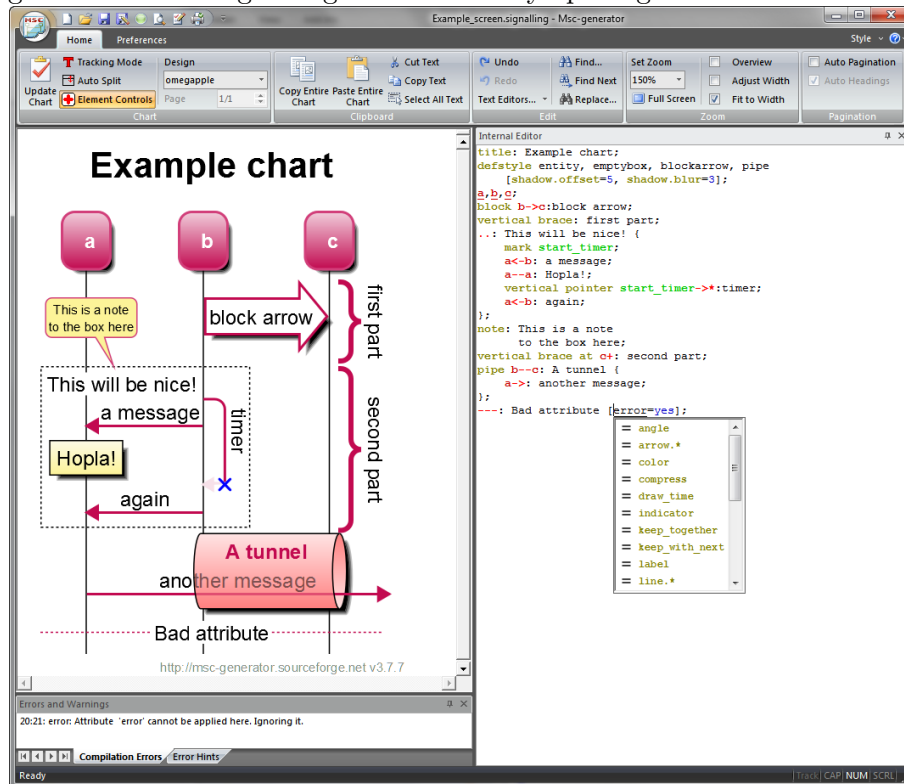 Example_screen.signalling - Msc-generator
MSC
Home Preferences Style
Update Chart
Tracking Mode
Auto Split
Element Controls
Design
omegapple
Page 1/1
Chart
Copy Entire Chart
Paste Entire Chart
Cut Text
Copy Text
Select All Text
Clipboard
Undo
Redo
Text Editors...
Find...
Find Next
Replace...
Edit
Set Zoom
150%
Full Screen
Overview
Adjust Width
Fit to Width
Zoom
Auto Pagination
Auto Headings
Pagination
Example chart
a b c
This is a note
to the box here
block arrow
first part
This will be nice!
a message
timer
Hopla!
again
second part
A tunnel
another message
Bad attribute
http://msc-generator.sourceforge.net v3.7.7
Internal Editor
title: Example chart;
defstyle entity, emptybox, blockarrow, pipe
[shadow.offset=5, shadow.blur=3];
a,b,c;
block b->c:block arrow;
vertical brace: first part;
..: This will be nice! {
mark start_timer;
a<-b: a message;
a--a: Hopla!;
vertical pointer start_timer->*:timer;
a<-b: again;
};
note: This is a note
to the box here;
vertical brace at c+: second part;
pipe b--c: A tunnel {
a->: another message;
};
---: Bad attribute [error=yes];
= angle
= arrow.*
= color
= compress
= draw_time
= indicator
= keep_together
= keep_with_next
= label
= line.*
Errors and Warnings
20:21: error: Attribute 'error' cannot be applied here. Ignoring it.
Compilation Errors Error Hints
Ready
Track CAP NUM SCRL